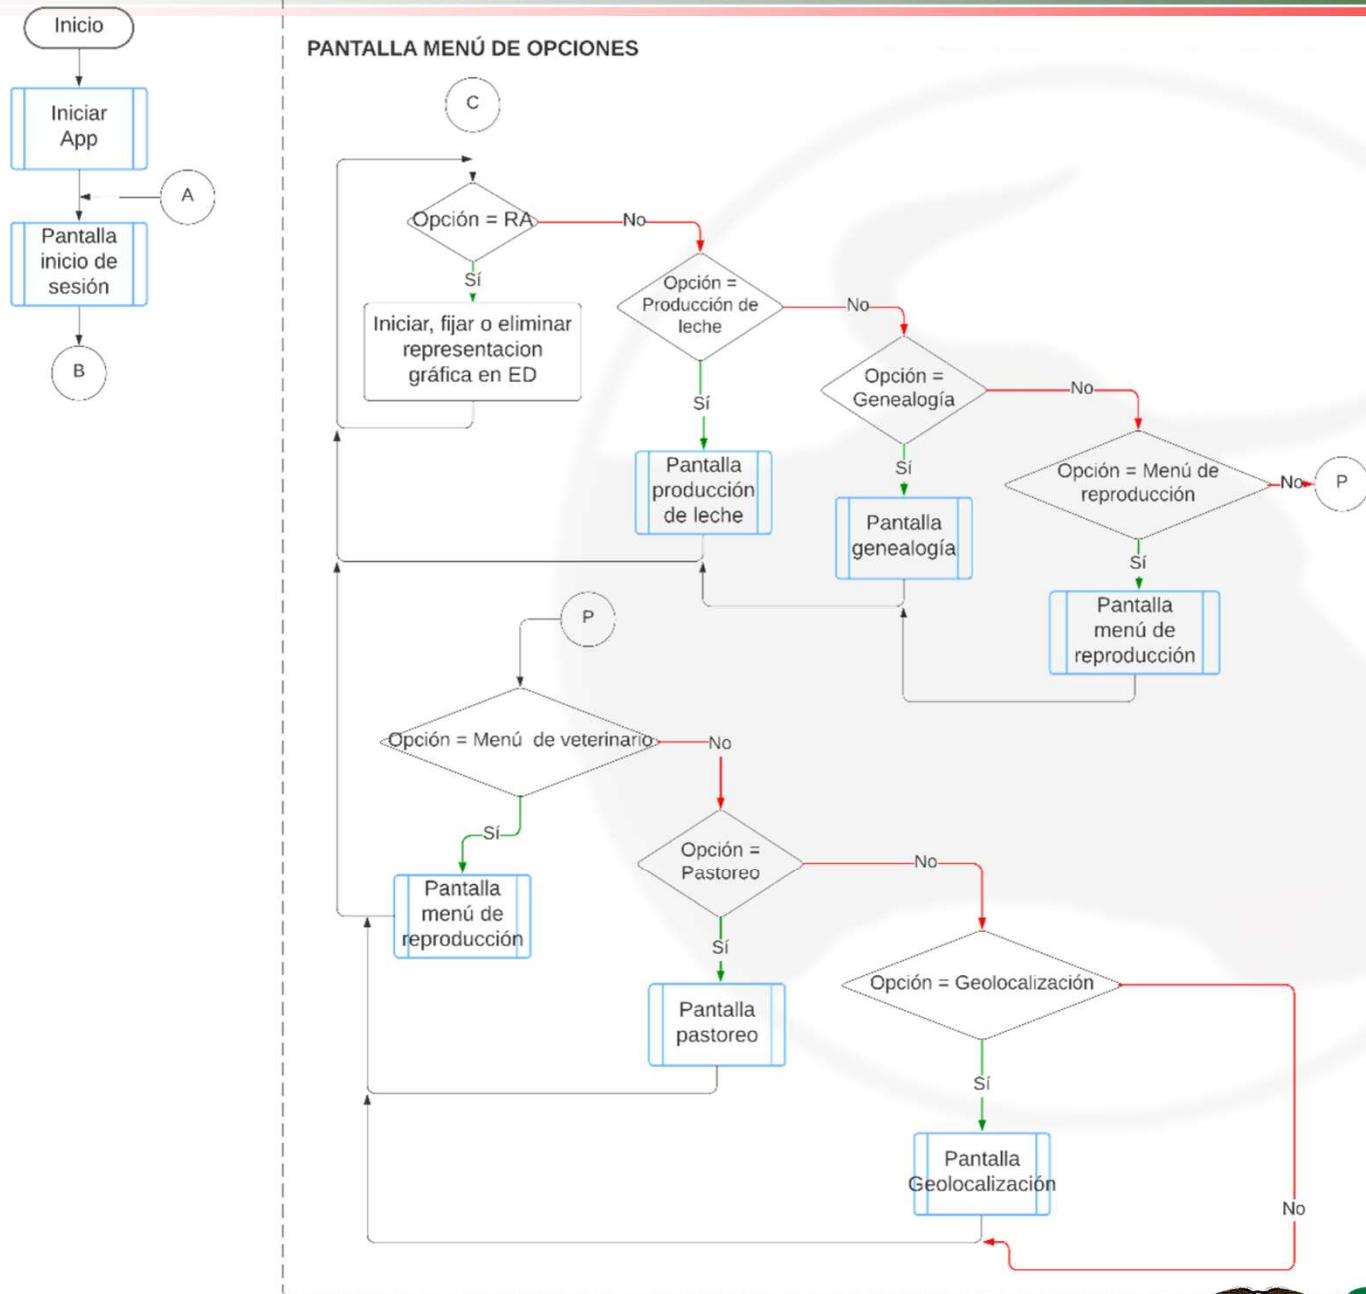 Inicio
Iniciar
App
A
Pantalla
inicio de
sesión
B
PANTALLA MENÚ DE OPCIONES
C
Opción = RA
No
Sí
Iniciar, fijar o eliminar
representacion
gráfica en ED
Opción =
Producción de
leche
No
Sí
Pantalla
producción
de leche
Opción =
Genealogía
No
Sí
Pantalla
genealogía
Opción = Menú de
reproducción
No
P
Sí
Pantalla
menú de
reproducción
P
Opción = Menú de veterinario
No
Sí
Pantalla
menú de
reproducción
Opción =
Pastoreo
No
Sí
Pantalla
pastoreo
Opción = Geolocalización
Sí
Pantalla
Geolocalización
No